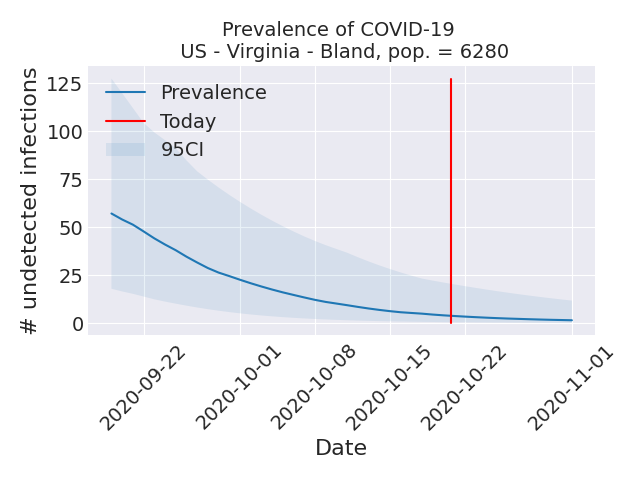 Prevalence of COVID-19
US - Virginia - Bland, pop. = 6280
# undetected infections
125
100
75
50
25
0
Prevalence
Today
95CI
2020-09-22
2020-10-01
2020-10-08
2020-10-15
2020-10-22
2020-11-01
Date